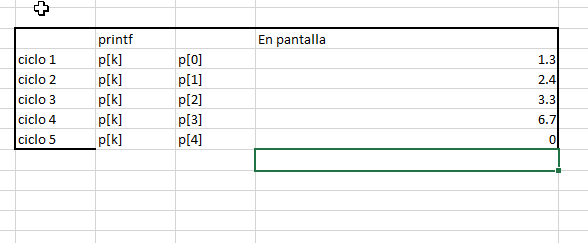 printf En pantalla
ciclo 1 p[k] p[0] 1.3
ciclo 2 p[k] p[1] 2.4
ciclo 3 p[k] p[2] 3.3
ciclo 4 p[k] p[3] 6.7
ciclo 5 p[k] p[4] 0